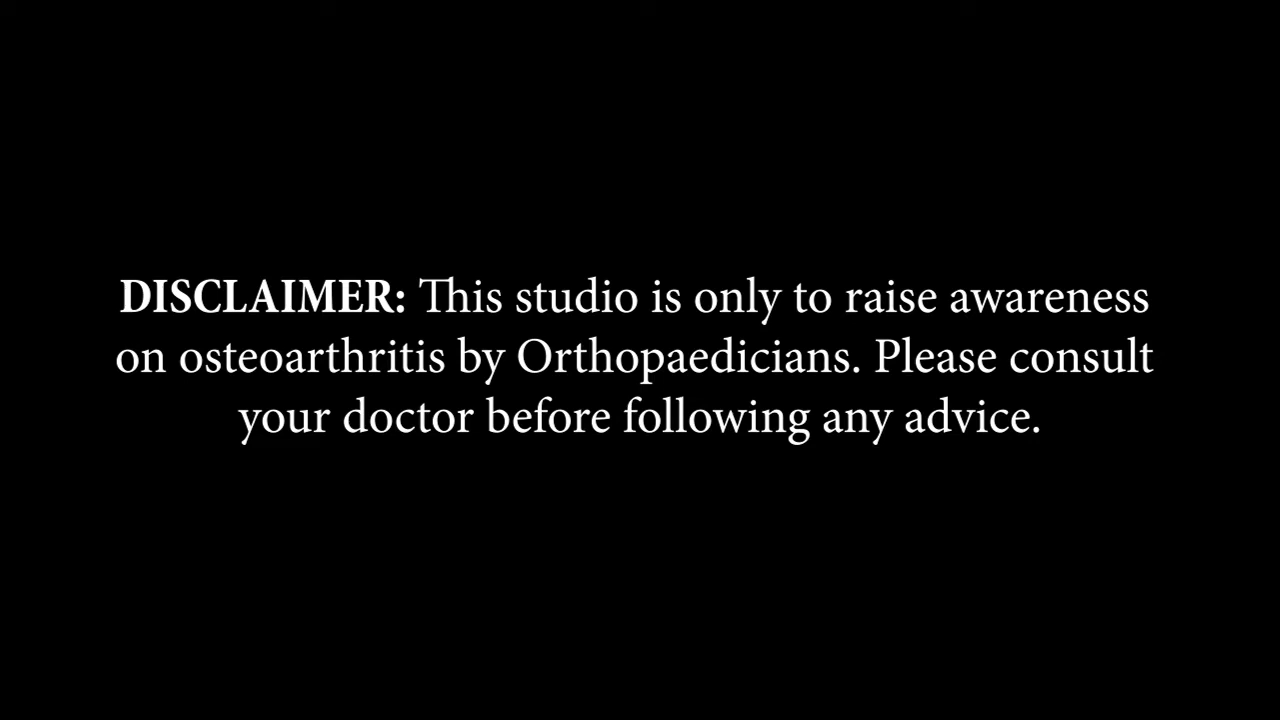 DISCLAIMER: This studio is only to raise awareness
on osteoarthritis by Orthopaedicians. Please consult
your doctor before following any advice.